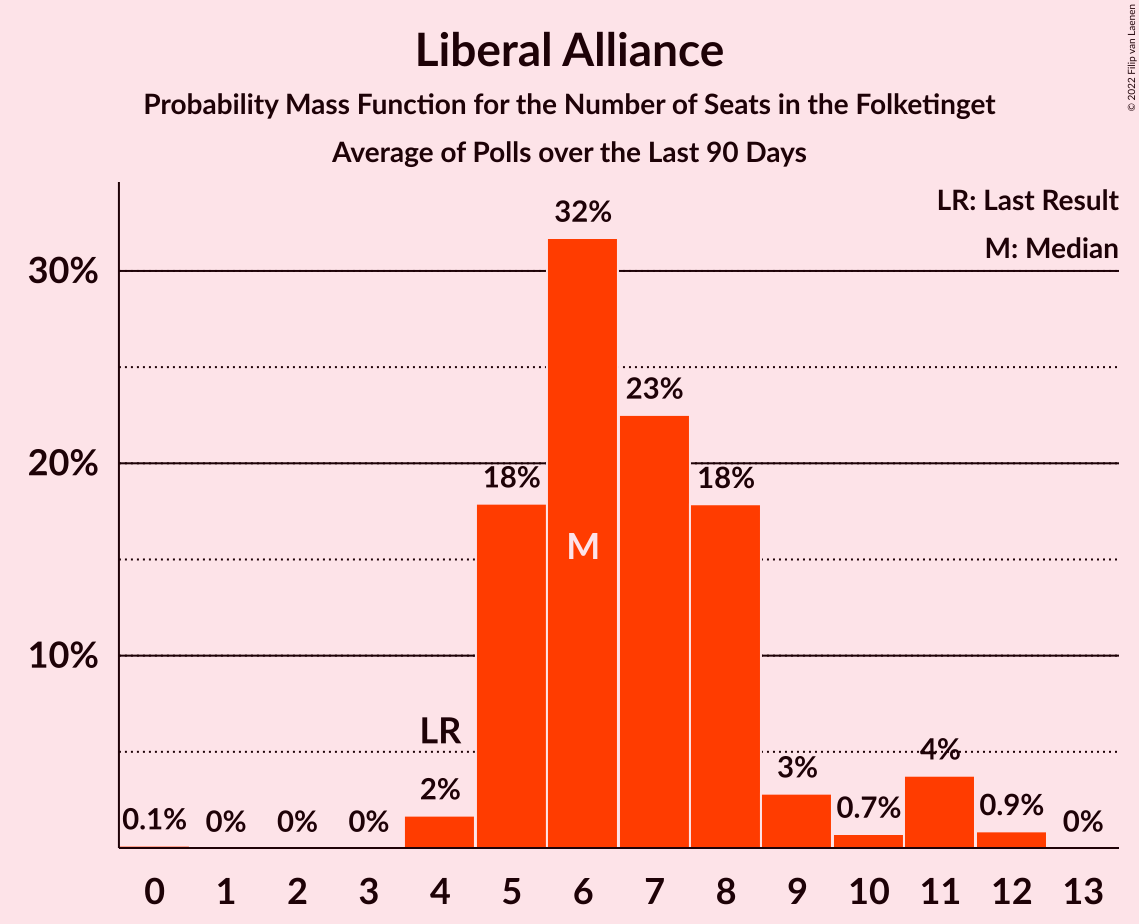 Liberal Alliance
Probability Mass Function for the Number of Seats in the Folketinget
Average of Polls over the Last 90 Days
© 2022 Filip van Laenen
LR: Last Result
M: Median
30%
20%
10%
0.1%
0%
0%
0%
2%
LR
18%
32%
M
23%
18%
3%
0.7%
4%
0.9%
0%
0 1 2 3 4 5 6 7 8 9 10 11 12 13